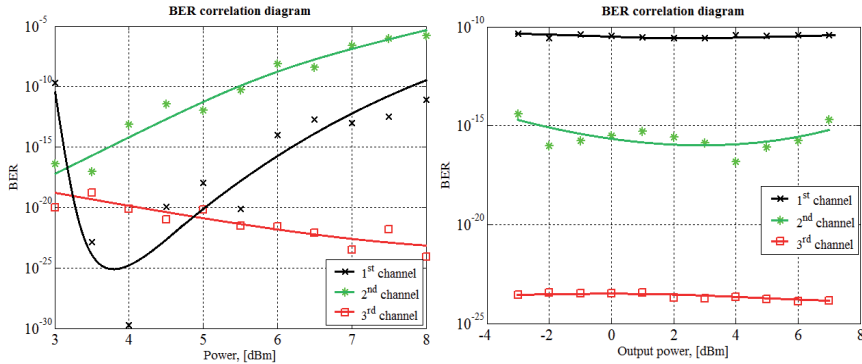 BER correlation diagram
BER
10^-5
10^-10
10^-15
10^-20
10^-25
10^-30
3
4
5
6
7
8
Power, [dBm]
1st channel
2nd channel
3rd channel
BER correlation diagram
BER
10^-10
10^-15
10^-20
10^-25
-4
-2
0
2
4
6
8
Output power, [dBm]
1st channel
2nd channel
3rd channel